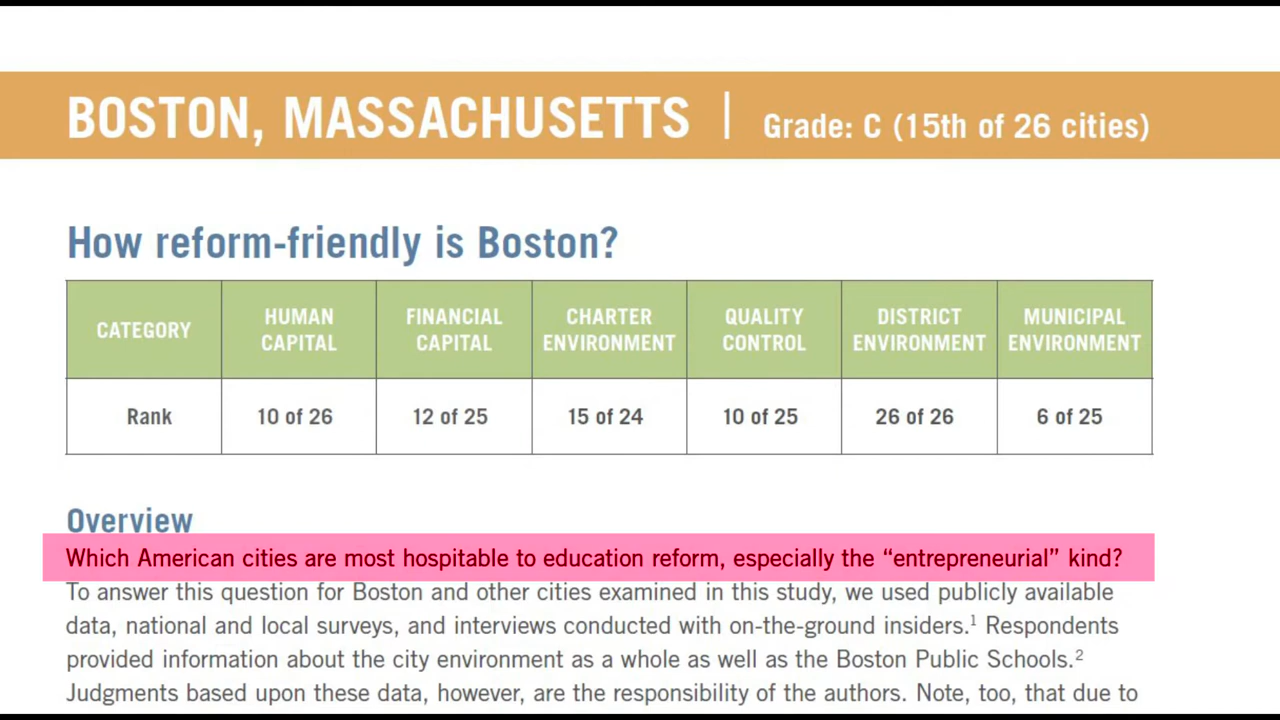 BOSTON, MASSACHUSETTS | Grade: C (15th of 26 cities)
How reform-friendly is Boston?
CATEGORY HUMAN CAPITAL FINANCIAL CAPITAL CHARTER ENVIRONMENT QUALITY CONTROL DISTRICT ENVIRONMENT MUNICIPAL ENVIRONMENT
Rank 10 of 26 12 of 25 15 of 24 10 of 25 26 of 26 6 of 25
Overview
Which American cities are most hospitable to education reform, especially the “entrepreneurial” kind?
To answer this question for Boston and other cities examined in this study, we used publicly available
data, national and local surveys, and interviews conducted with on-the-ground insiders.1 Respondents
provided information about the city environment as a whole as well as the Boston Public Schools.2
Judgments based upon these data, however, are the responsibility of the authors. Note, too, that due to